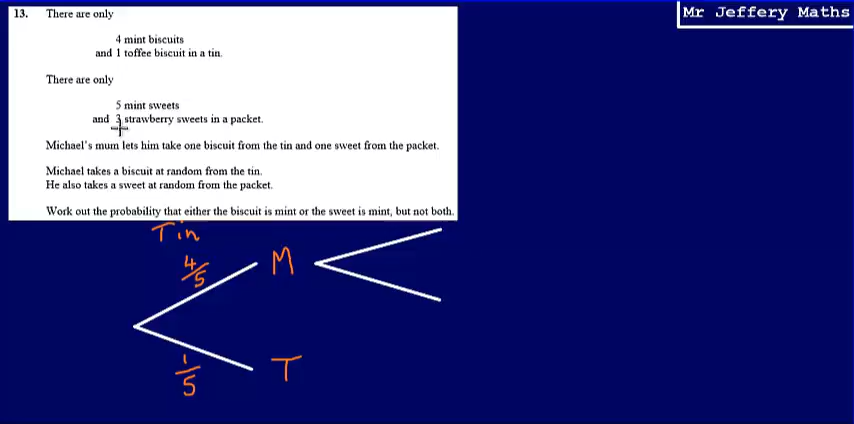 Mr Jeffery Maths
13. There are only
4 mint biscuits
and 1 toffee biscuit in a tin.
There are only
5 mint sweets
and 3 strawberry sweets in a packet.
Michael's mum lets him take one biscuit from the tin and one sweet from the packet.
Michael takes a biscuit at random from the tin.
He also takes a sweet at random from the packet.
Work out the probability that either the biscuit is mint or the sweet is mint, but not both.
Tin
4/5
M
1/5
T